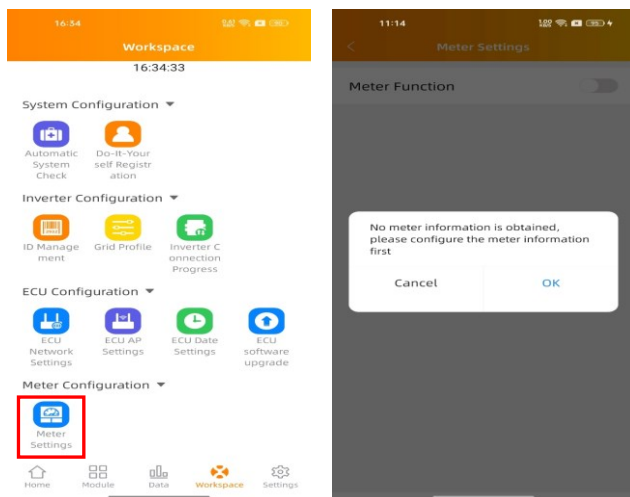 16:34
Workspace
16:34:33
System Configuration
Automatic
System
Check
Do-It-Your
self Registr
ation
Inverter Configuration
ID Manage
ment
Grid Profile
Inverter C
onnection
Progress
ECU Configuration
ECU
Network
Settings
ECU AP
Settings
ECU Date
Settings
ECU
software
upgrade
Meter Configuration
Meter
Settings
Home
Module
Data
Workspace
Settings
11:14
Meter Settings
Meter Function
No meter information is obtained,
please configure the meter information
first
Cancel
OK